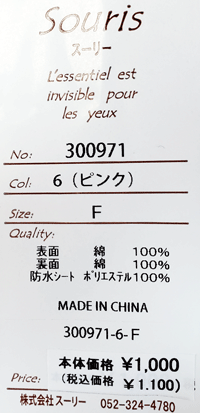 Souris
スーリー
L'essentiel est
invisible pour
les yeux
No: 300971
Col: 6 (ピンク)
Size: F
Quality:
表面 綿 100%
裏面 綿 100%
防水シート ポリエステル100%
MADE IN CHINA
300971-6-F
本体価格 ¥1,000
Price: (税込価格 ¥1.100)
株式会社 スーリー 052-324-4780